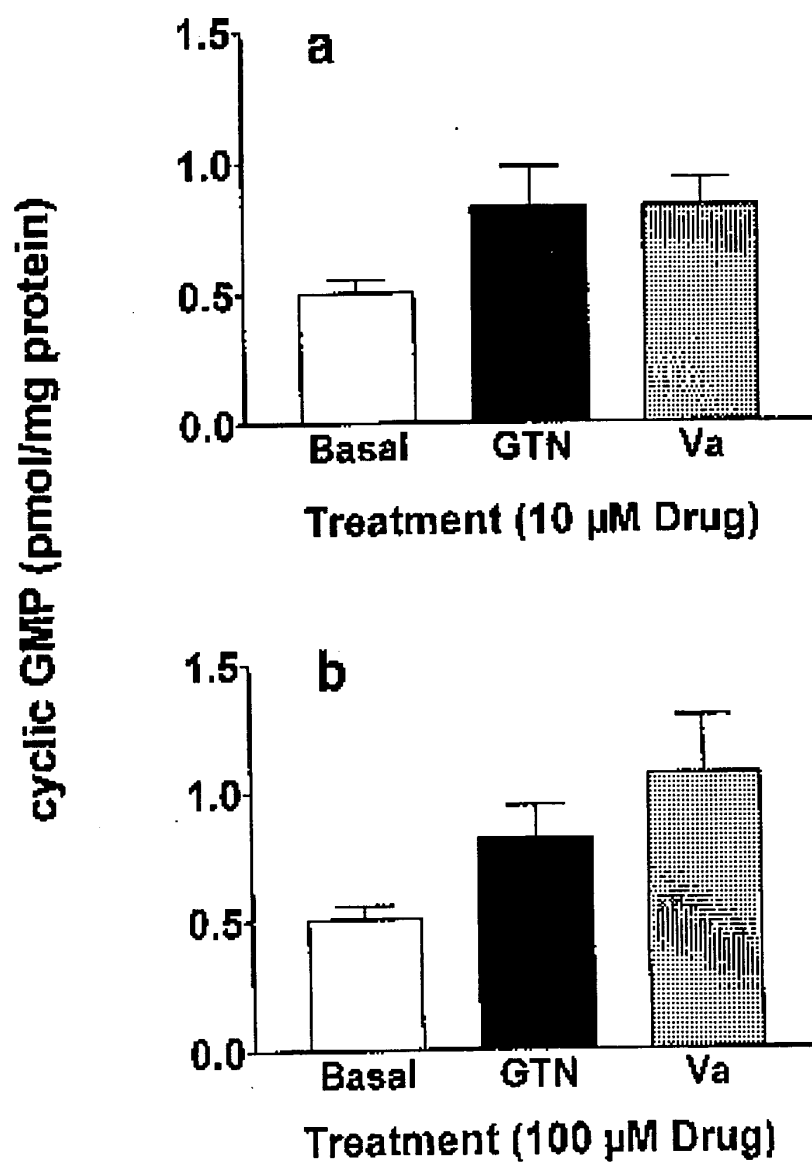 cyclic GMP (pmol/mg protein)
a
1.5
1.0
0.5
0.0
Basal GTN Va
Treatment (10 µM Drug)
b
1.5
1.0
0.5
0.0
Basal GTN Va
Treatment (100 µM Drug)